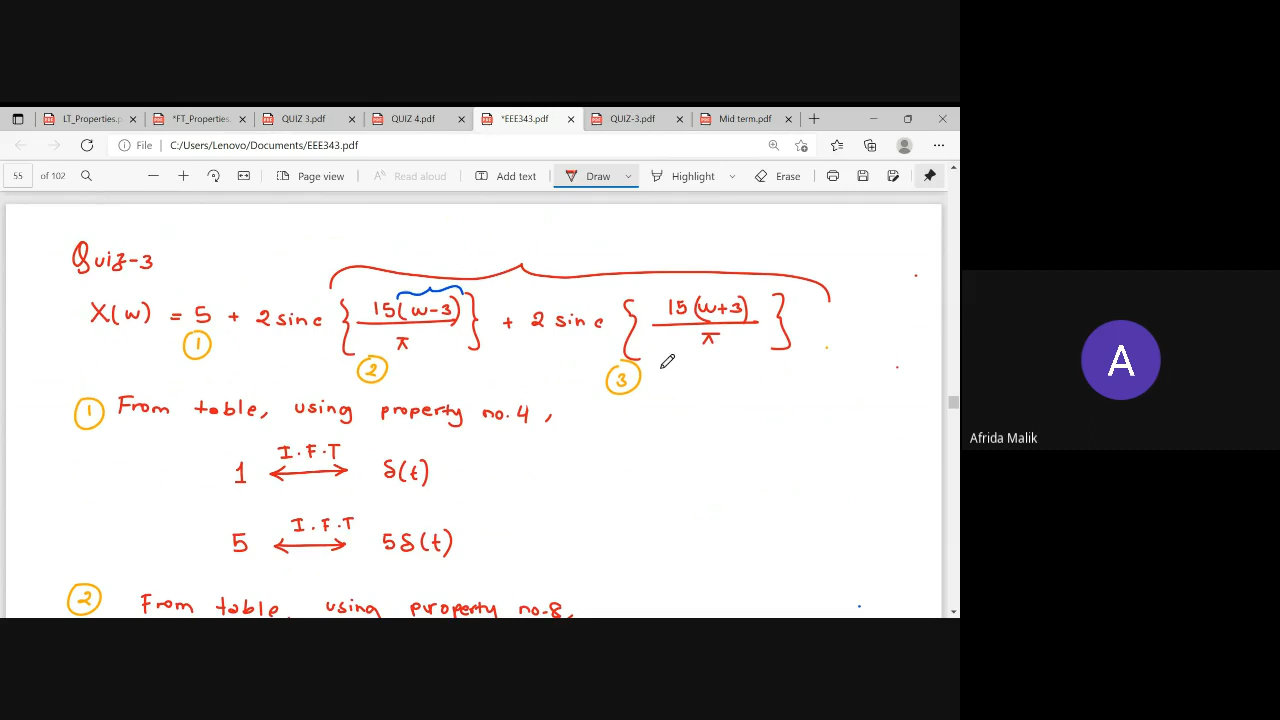 LT_Properties.p
*FT_Properties.
QUIZ 3.pdf
QUIZ 4.pdf
*EEE343.pdf
QUIZ-3.pdf
Mid term.pdf
File C:/Users/Lenovo/Documents/EEE343.pdf
55 of 102 Page view Read aloud Add text Draw Highlight Erase
Quiz-3
X(w) = 5 + 2 sinc { 15(w-3) / π } + 2 sinc { 15(w+3) / π }
1 2 3
1 From table, using property no.4,
1 I.F.T ⟷ δ(t)
5 I.F.T ⟷ 5δ(t)
2 From table, using property no-8,
A
Afrida Malik